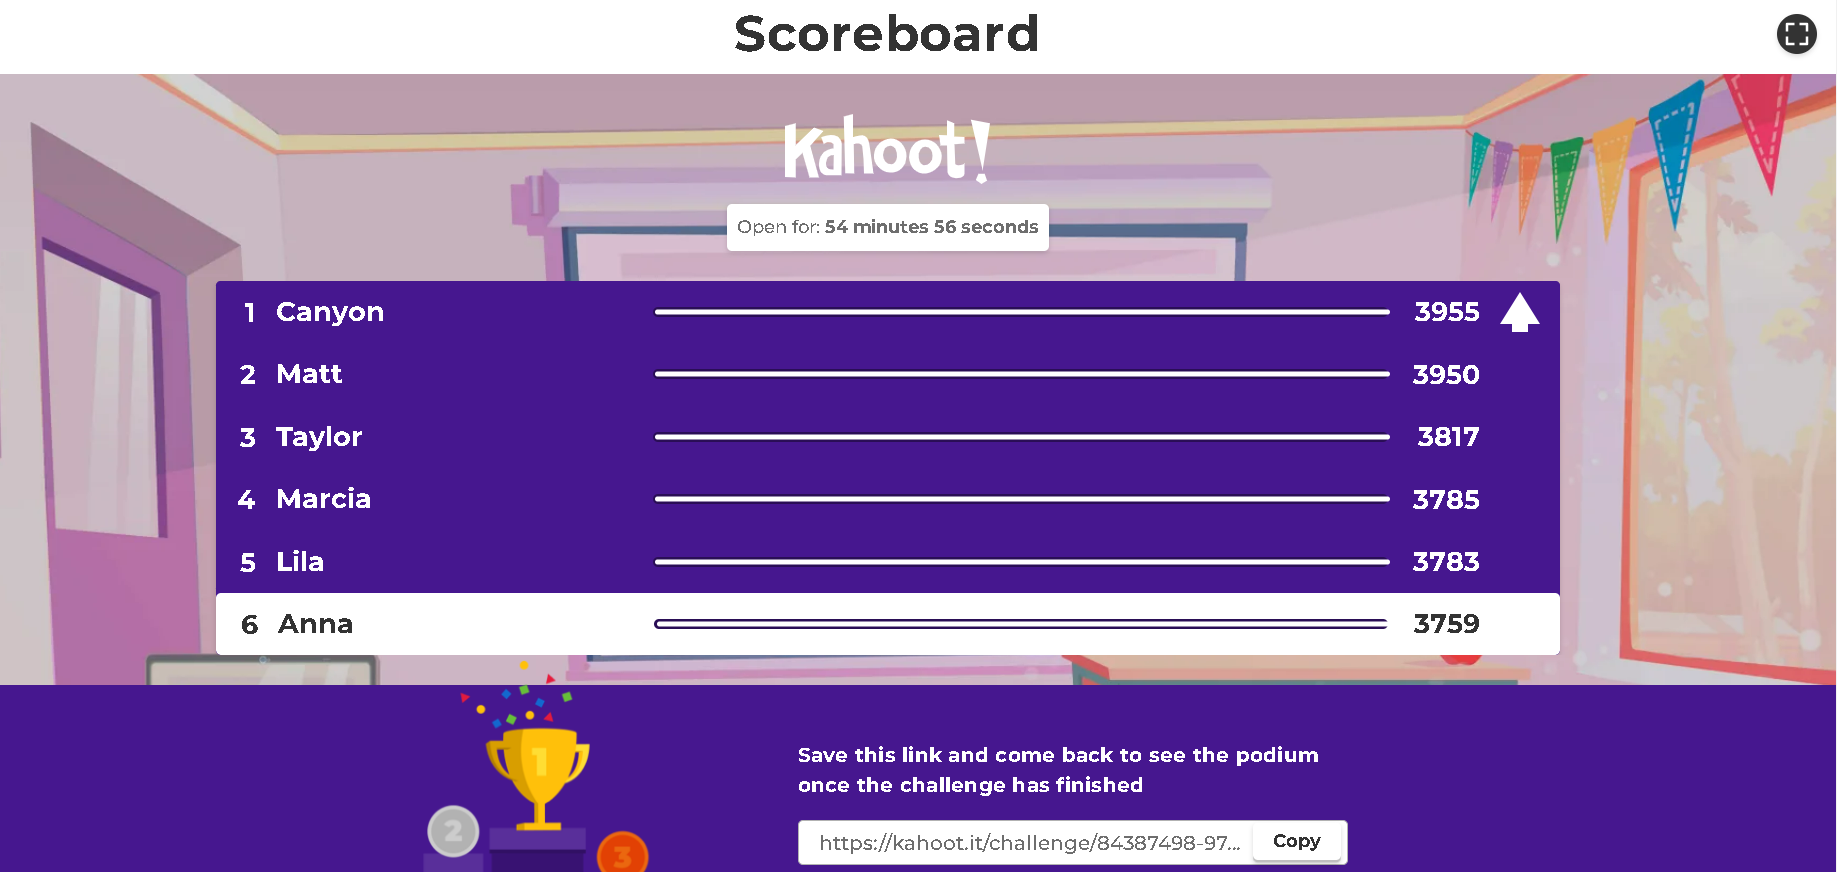 Scoreboard
Kahoot!
Open for: 54 minutes 56 seconds
1 Canyon 3955
2 Matt 3950
3 Taylor 3817
4 Marcia 3785
5 Lila 3783
6 Anna 3759
1
2
3
Save this link and come back to see the podium
once the challenge has finished
https://kahoot.it/challenge/84387498-97... Copy